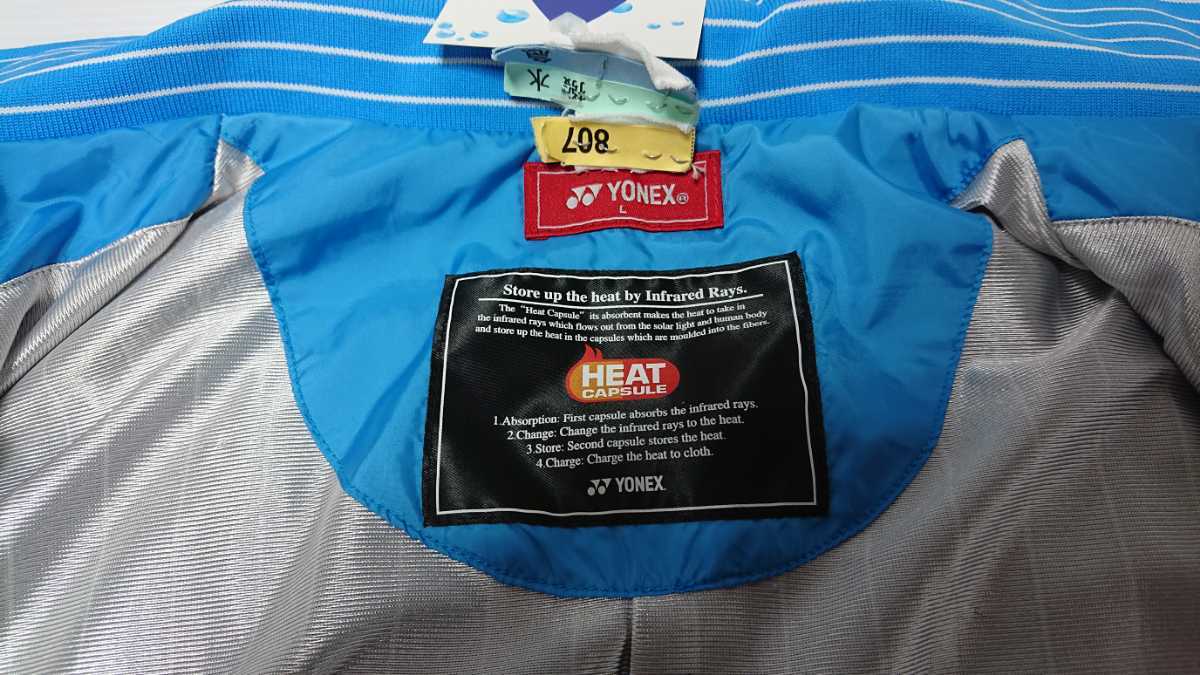 水
807
YONEX®
L
Store up the heat by Infrared Rays.
The "Heat Capsule" its absorbent makes the heat to take in
the infrared rays which flows out from the solar light and human body
and store up the heat in the capsules which are moulded into the fibers.
HEAT
CAPSULE
1.Absorption: First capsule absorbs the infrared rays.
2.Change: Change the infrared rays to the heat.
3.Store: Second capsule stores the heat.
4.Charge: Charge the heat to cloth.
YONEX